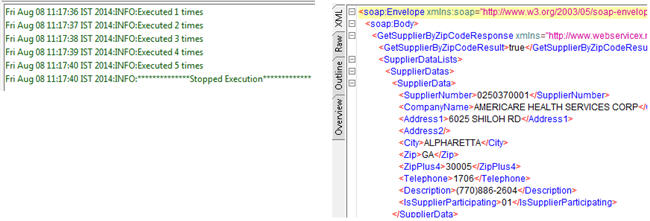 Fri Aug 08 11:17:36 IST 2014:INFO:Executed 1 times
Fri Aug 08 11:17:37 IST 2014:INFO:Executed 2 times
Fri Aug 08 11:17:38 IST 2014:INFO:Executed 3 times
Fri Aug 08 11:17:39 IST 2014:INFO:Executed 4 times
Fri Aug 08 11:17:40 IST 2014:INFO:Executed 5 times
Fri Aug 08 11:17:40 IST 2014:INFO:**************Stopped Execution*************
XML
Raw
Outline
Overview
<soap:Envelope xmlns:soap="http://www.w3.org/2003/05/soap-envelop
<soap:Body>
<GetSupplierByZipCodeResponse xmlns="http://www.webservicex.n
<GetSupplierByZipCodeResult>true</GetSupplierByZipCodeResu
<SupplierDataLists>
<SupplierDatas>
<SupplierData>
<SupplierNumber>0250370001</SupplierNumber>
<CompanyName>AMERICARE HEALTH SERVICES CORP</C
<Address1>6025 SHILOH RD</Address1>
<Address2/>
<City>ALPHARETTA</City>
<Zip>GA</Zip>
<ZipPlus4>30005</ZipPlus4>
<Telephone>1706</Telephone>
<Description>(770)886-2604</Description>
<IsSupplierParticipating>01</IsSupplierParticipating>
</SupplierData>